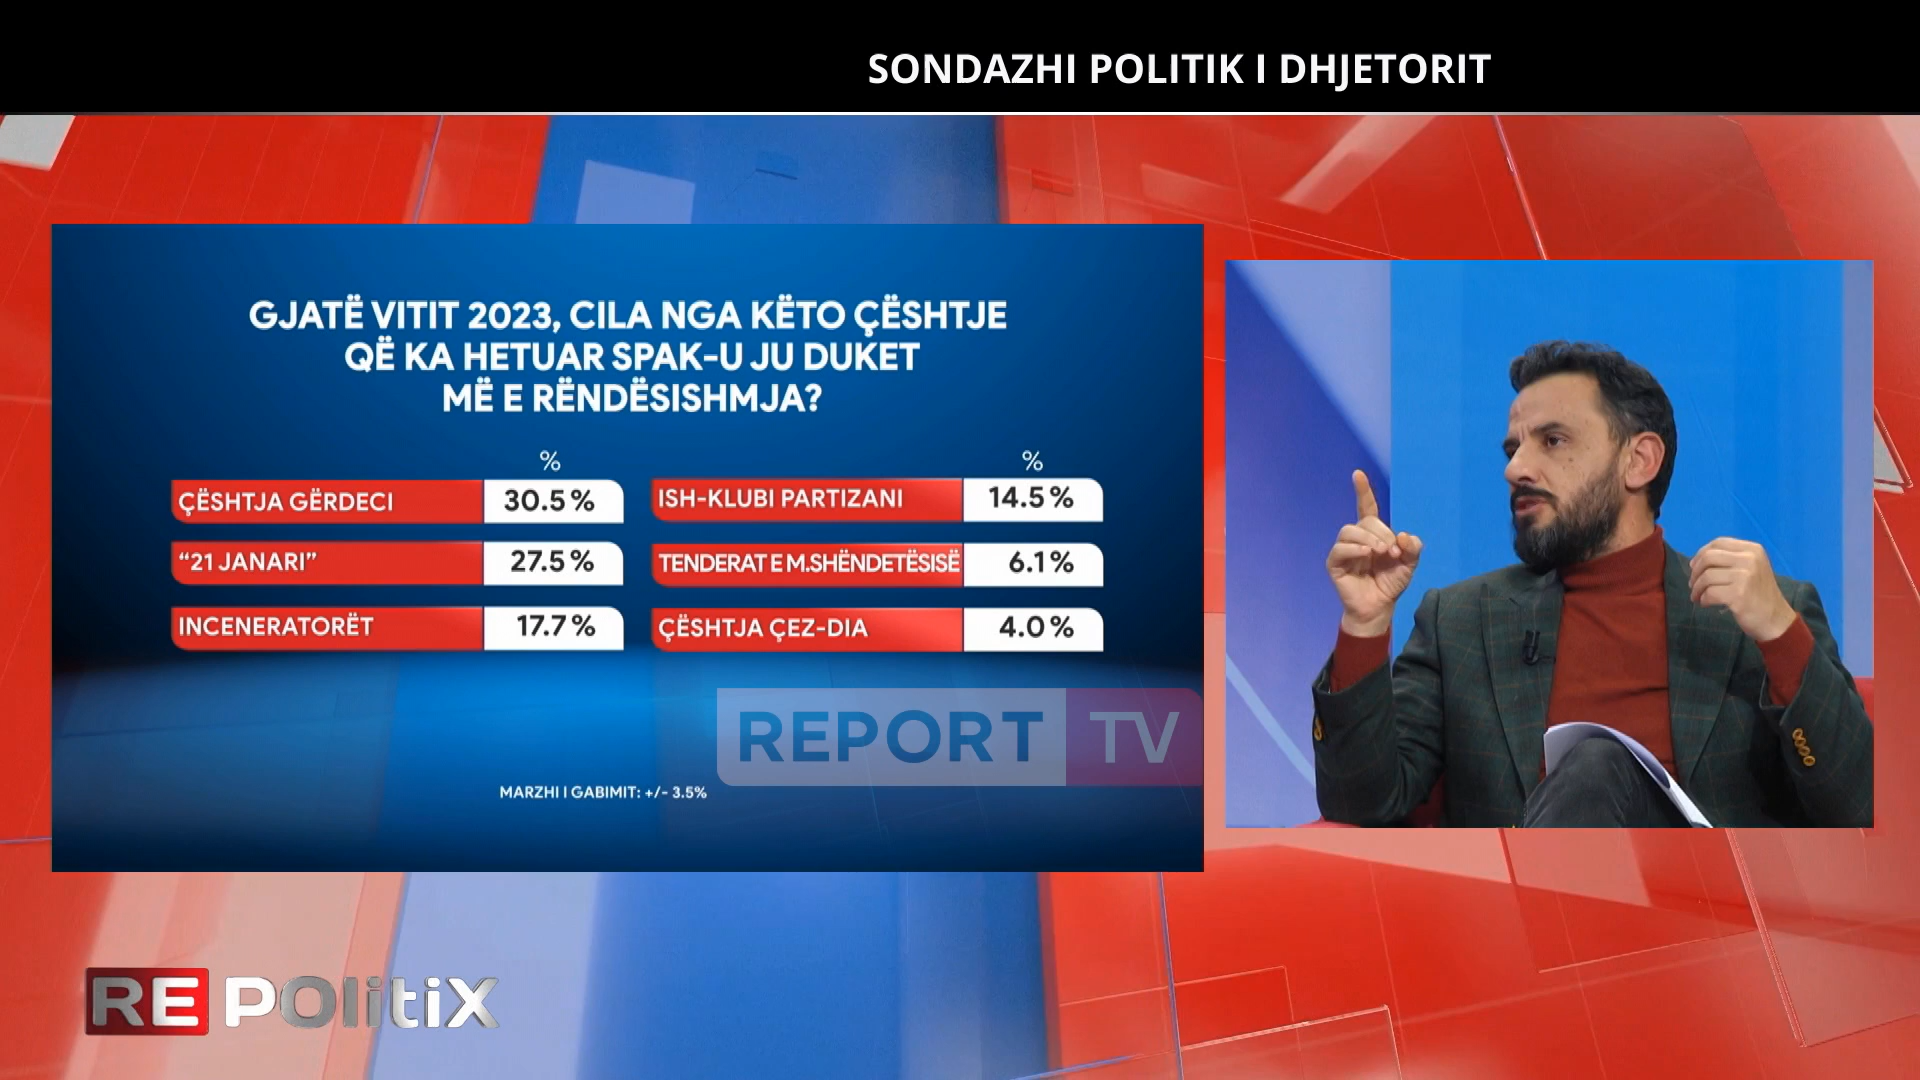 SONDAZHI POLITIK I DHJETORIT
GJATË VITIT 2023, CILA NGA KËTO ÇËSHTJE
QË KA HETUAR SPAK-U JU DUKET
MË E RËNDËSISHMJA?
%
ÇËSHTJA GËRDECI 30.5%
“21 JANARI” 27.5%
INCENERATORËT 17.7%
%
ISH-KLUBI PARTIZANI 14.5%
TENDERAT E M.SHËNDETËSISË 6.1%
ÇËSHTJA ÇEZ-DIA 4.0%
REPORT TV
MARZHI I GABIMIT: +/- 3.5%
RE POlitiX